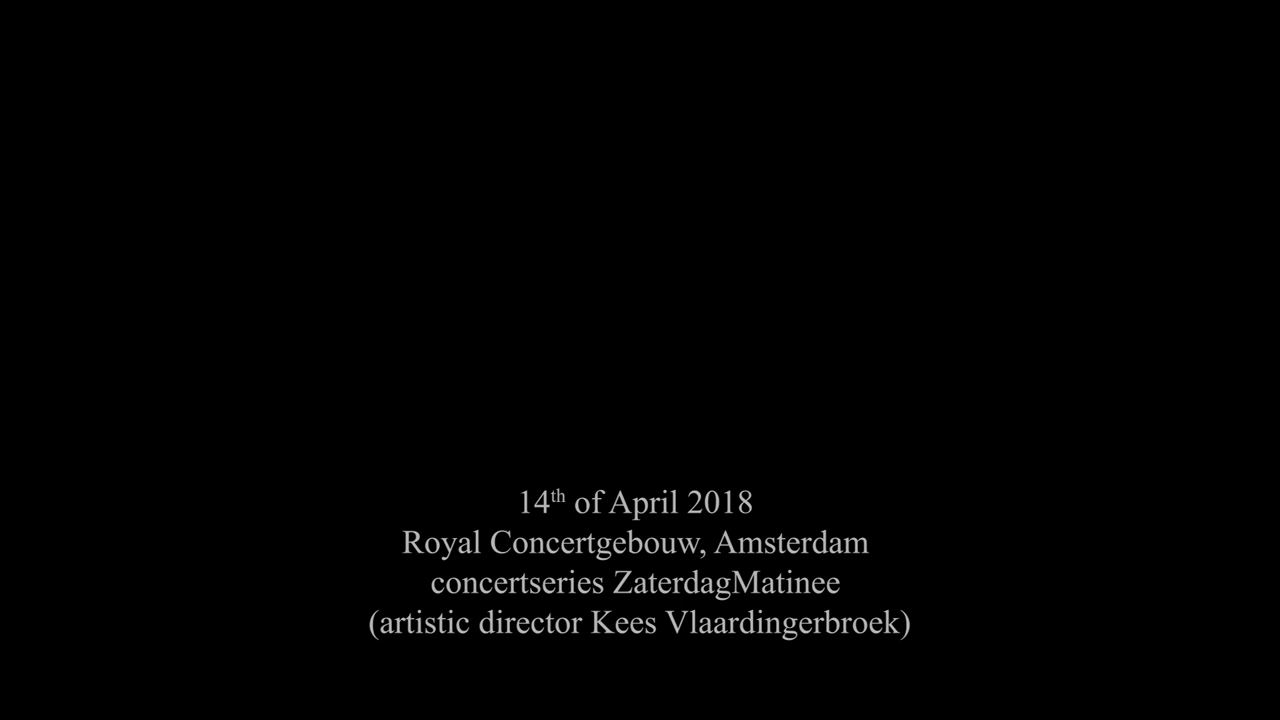 14th of April 2018
Royal Concertgebouw, Amsterdam
concertseries ZaterdagMatinee
(artistic director Kees Vlaardingerbroek)